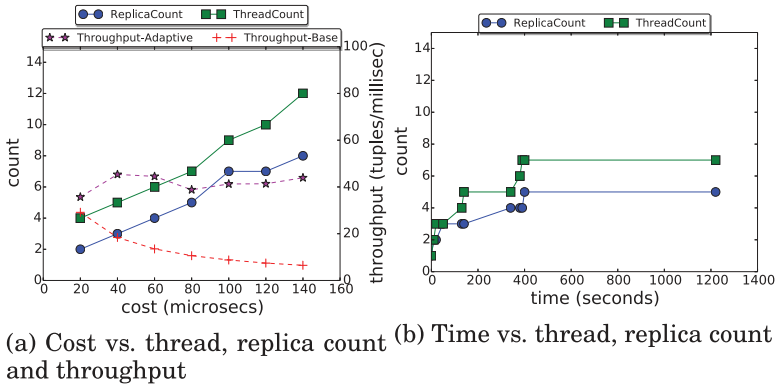 ReplicaCount ThreadCount
Throughput-Adaptive Throughput-Base
14
12
10
8
6
4
2
0
count
100
80
60
40
20
0
throughput (tuples/millisec)
0 20 40 60 80 100 120 140 160
cost (microsecs)
(a) Cost vs. thread, replica count
and throughput
ReplicaCount ThreadCount
14
12
10
8
6
4
2
0
count
0 200 400 600 800 1000 1200 1400
time (seconds)
(b) Time vs. thread, replica count